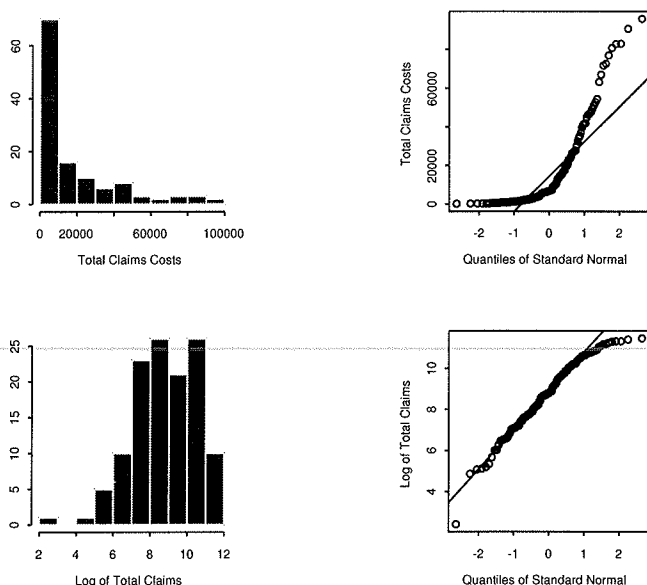 60
40
20
0
0 20000 60000 100000
Total Claims Costs
Total Claims Costs
60000
20000
0
-2 -1 0 1 2
Quantiles of Standard Normal
25
20
15
10
5
0
2 4 6 8 10 12
Log of Total Claims
Log of Total Claims
10
8
6
4
-2 -1 0 1 2
Quantiles of Standard Normal